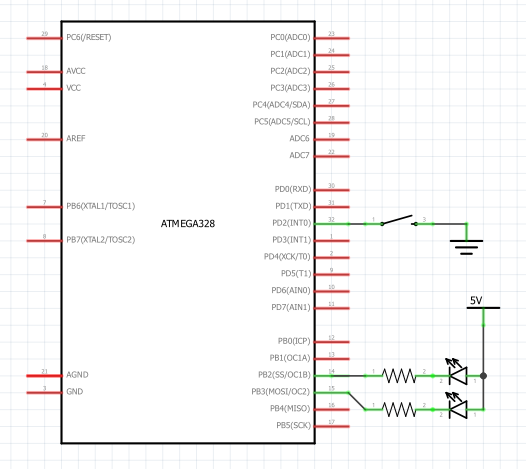 29 PC6(/RESET) PC0(ADC0) 23
PC1(ADC1) 24
18 AVCC PC2(ADC2) 25
4 VCC PC3(ADC3) 26
PC4(ADC4/SDA) 27
PC5(ADC5/SCL) 28
20 AREF ADC6 19
ADC7 22
PD0(RXD) 30
7 PB6(XTAL1/TOSC1) PD1(TXD) 31
ATMEGA328 PD2(INT0) 32 1 3
8 PB7(XTAL2/TOSC2) PD3(INT1) 1
PD4(XCK/T0) 2
PD5(T1) 9
PD6(AIN0) 10
5V
PD7(AIN1) 11
PB0(ICP) 12
PB1(OC1A) 13
21 AGND PB2(SS/OC1B) 14 1 2 2 1
3 GND PB3(MOSI/OC2) 15
PB4(MISO) 16 1 2 2 1
PB5(SCK) 17